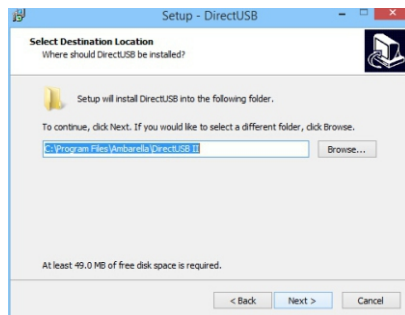 Setup - DirectUSB
Select Destination Location
Where should DirectUSB be installed?
Setup will install DirectUSB into the following folder.
To continue, click Next. If you would like to select a different folder, click Browse.
C:\Program Files\Ambarella\DirectUSB II
Browse...
At least 49.0 MB of free disk space is required.
< Back
Next >
Cancel